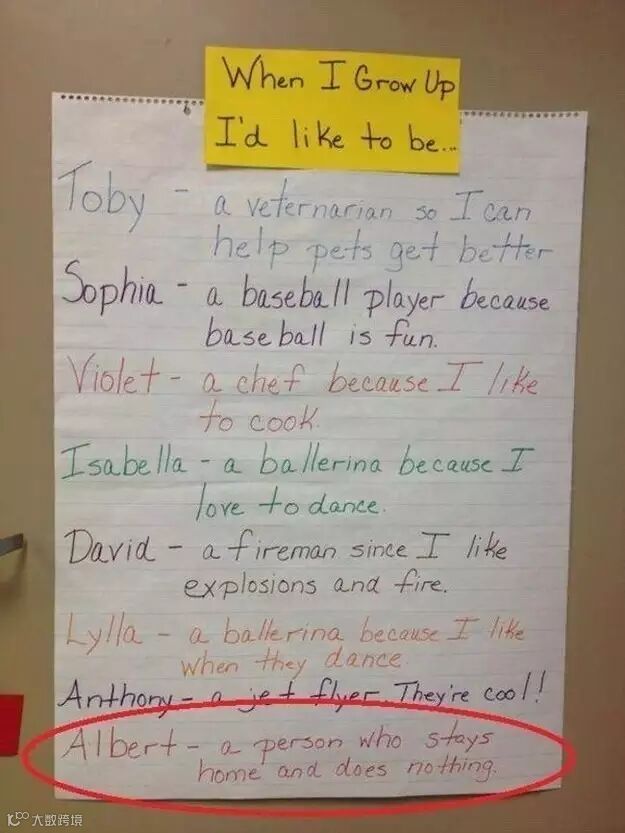 When I Grow Up
I'd like to be...
Toby - a veternarian so I can
help pets get better
Sophia - a baseball player because
baseball is fun.
Violet - a chef because I like
to cook.
Isabella - a ballerina because I
love to dance.
David - a fireman since I like
explosions and fire.
Lylla - a ballerina because I like
when they dance.
Anthony - a jet flyer. They're cool!
Albert - a person who stays
home and does nothing.
大数跨境